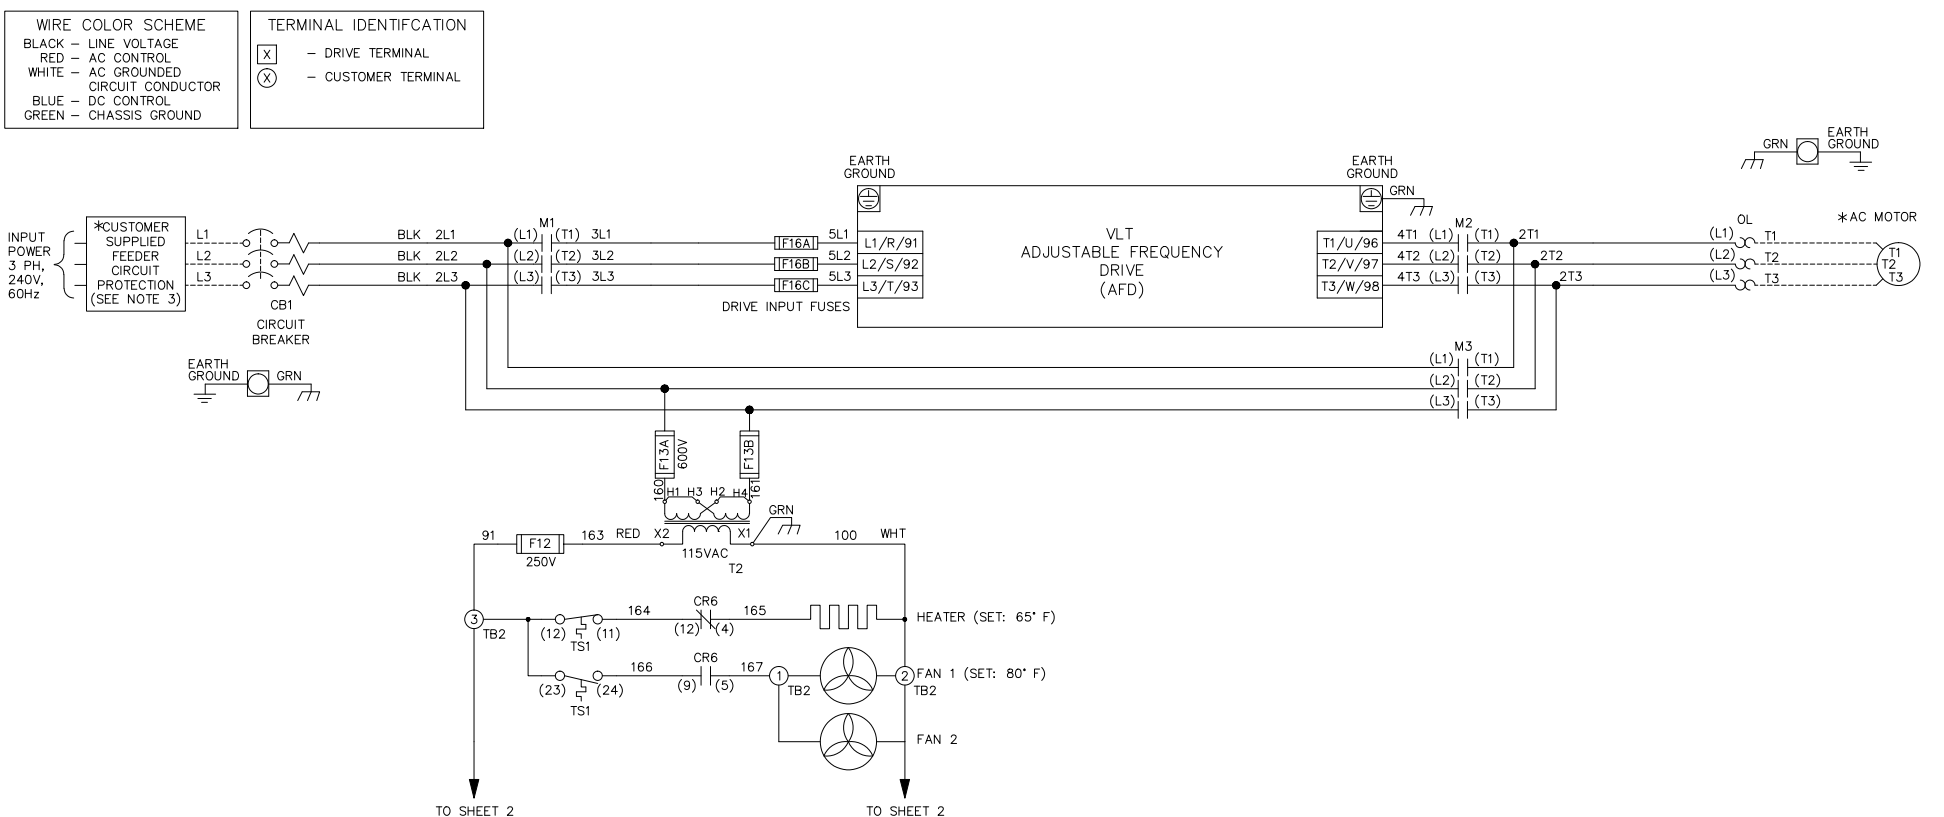 WIRE COLOR SCHEME
BLACK – LINE VOLTAGE
RED – AC CONTROL
WHITE – AC GROUNDED
CIRCUIT CONDUCTOR
BLUE – DC CONTROL
GREEN – CHASSIS GROUND
TERMINAL IDENTIFCATION
X – DRIVE TERMINAL
X – CUSTOMER TERMINAL
INPUT
POWER
3 PH,
240V,
60Hz
*CUSTOMER
SUPPLIED
FEEDER
CIRCUIT
PROTECTION
(SEE NOTE 3)
L1
L2
L3
CB1
CIRCUIT
BREAKER
EARTH
GROUND
GRN
BLK 2L1
BLK 2L2
BLK 2L3
M1
(L1) (T1) 3L1
(L2) (T2) 3L2
(L3) (T3) 3L3
F16A
F16B
F16C
DRIVE INPUT FUSES
5L1
5L2
5L3
EARTH
GROUND
L1/R/91
L2/S/92
L3/T/93
VLT
ADJUSTABLE FREQUENCY
DRIVE
(AFD)
EARTH
GROUND
GRN
T1/U/96
T2/V/97
T3/W/98
4T1 (L1) M2 (T1) 2T1
4T2 (L2) (T2) 2T2
4T3 (L3) (T3) 2T3
GRN
EARTH
GROUND
OL
(L1) T1
(L2) T2
(L3) T3
*AC MOTOR
T1
T2
T3
M3
(L1) (T1)
(L2) (T2)
(L3) (T3)
F13A
600V
F13B
160
161
H1 H3 H2 H4
GRN
91
F12
250V
163 RED X2
X1
115VAC
T2
100 WHT
3
TB2
(12) (11)
TS1
164
CR6
(12) (4)
165
HEATER (SET: 65° F)
(23) (24)
TS1
166
CR6
(9) (5)
167
1
TB2
2
TB2
FAN 1 (SET: 80° F)
FAN 2
TO SHEET 2
TO SHEET 2